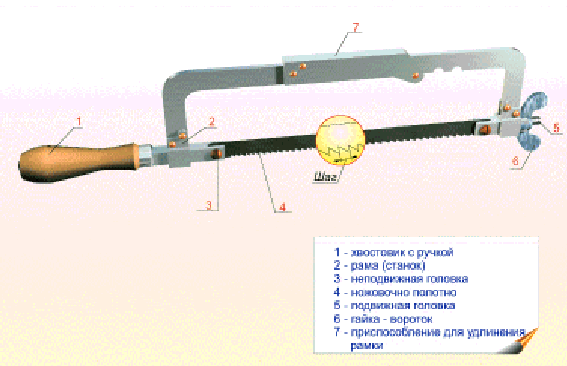 7
1
2
5
6
Шаг
3
4
1 - хвостовик с ручкой
2 - рама (станок)
3 - неподвижная головка
4 - ножовочно полотно
5 - подвижная головка
6 - гайка - вороток
7 - приспособление для удлинения
рамки